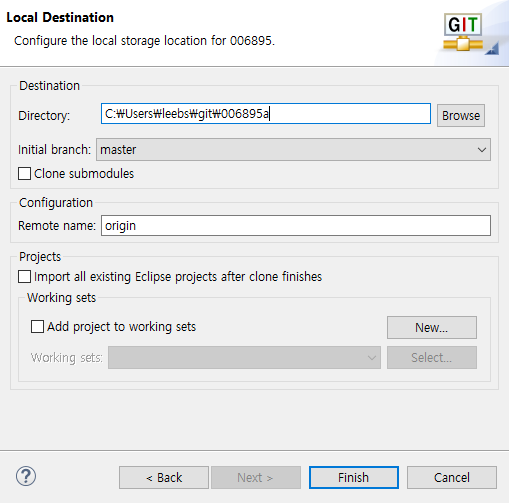 Local Destination
Configure the local storage location for 006895.
GIT
Destination
Directory: C:₩Users₩leebs₩git₩006895a Browse
Initial branch: master
Clone submodules
Configuration
Remote name: origin
Projects
Import all existing Eclipse projects after clone finishes
Working sets
Add project to working sets New...
Working sets: Select...
? < Back Next > Finish Cancel